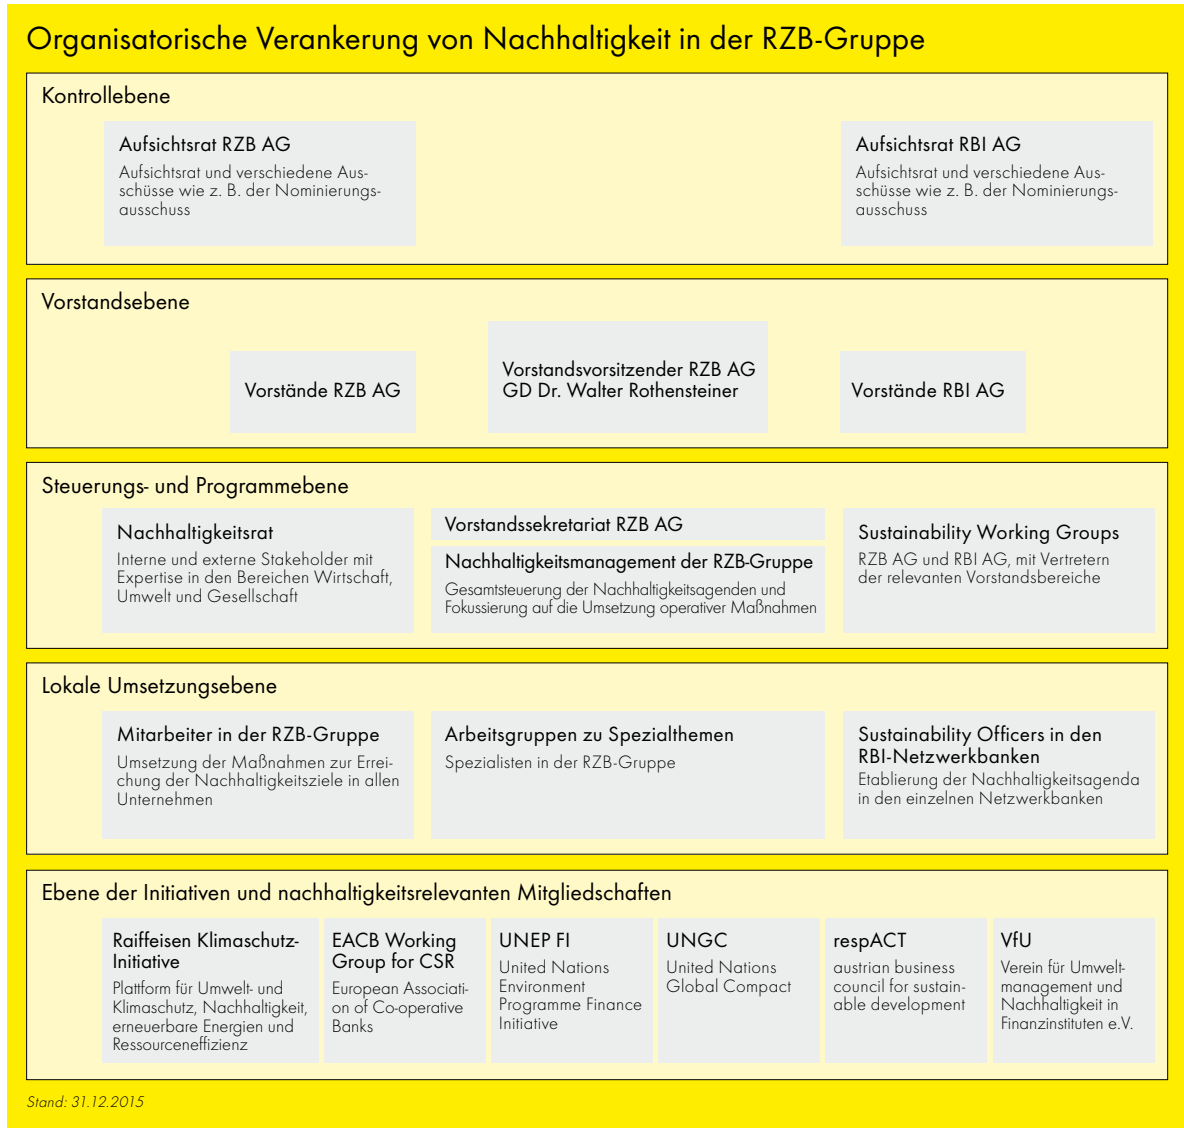 Organisatorische Verankerung von Nachhaltigkeit in der RZB-Gruppe
Kontrollebene
Aufsichtsrat RZB AG
Aufsichtsrat und verschiedene Aus-
schüsse wie z. B. der Nominierungs-
ausschuss
Aufsichtsrat RBI AG
Aufsichtsrat und verschiedene Aus-
schüsse wie z. B. der Nominierungs-
ausschuss
Vorstandsebene
Vorstände RZB AG
Vorstandsvorsitzender RZB AG
GD Dr. Walter Rothensteiner
Vorstände RBI AG
Steuerungs- und Programmebene
Nachhaltigkeitsrat
Interne und externe Stakeholder mit
Expertise in den Bereichen Wirtschaft,
Umwelt und Gesellschaft
Vorstandssekretariat RZB AG
Nachhaltigkeitsmanagement der RZB-Gruppe
Gesamtsteuerung der Nachhaltigkeitsagenden und
Fokussierung auf die Umsetzung operativer Maßnahmen
Sustainability Working Groups
RZB AG und RBI AG, mit Vertretern
der relevanten Vorstandsbereiche
Lokale Umsetzungsebene
Mitarbeiter in der RZB-Gruppe
Umsetzung der Maßnahmen zur Errei-
chung der Nachhaltigkeitsziele in allen
Unternehmen
Arbeitsgruppen zu Spezialthemen
Spezialisten in der RZB-Gruppe
Sustainability Officers in den
RBI-Netzwerkbanken
Etablierung der Nachhaltigkeitsagenda
in den einzelnen Netzwerkbanken
Ebene der Initiativen und nachhaltigkeitsrelevanten Mitgliedschaften
Raiffeisen Klimaschutz-
Initiative
Plattform für Umwelt- und
Klimaschutz, Nachhaltigkeit,
erneuerbare Energien und
Ressourceneffizienz
EACB Working
Group for CSR
European Associati-
on of Co-operative
Banks
UNEP FI
United Nations
Environment
Programme Finance
Initiative
UNGC
United Nations
Global Compact
respACT
austrian business
council for sustain-
able development
VfU
Verein für Umwelt-
management und
Nachhaltigkeit in
Finanzinstituten e.V.
Stand: 31.12.2015